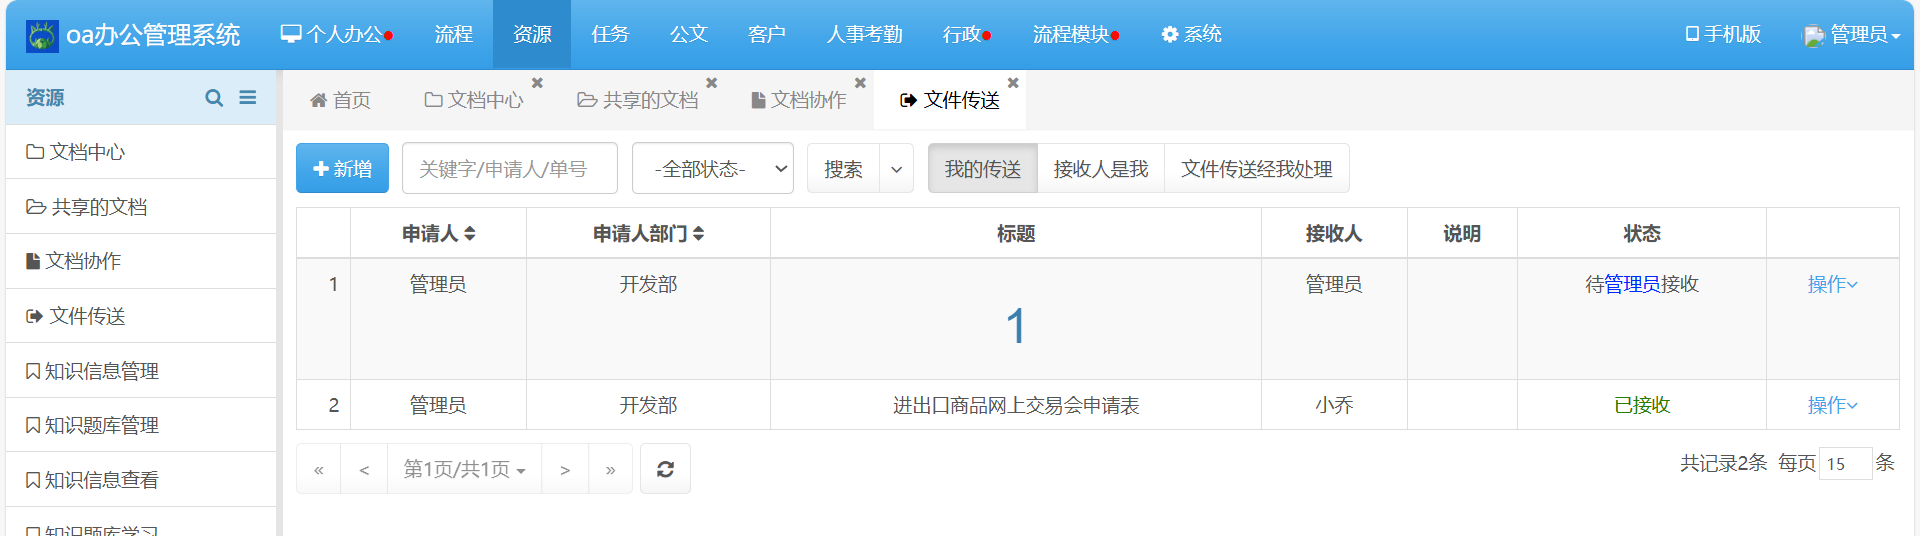 oa办公管理系统 个人办公 流程 资源 任务 公文 客户 人事考勤 行政 流程模块 系统 手机版 管理员
资源
首页 文档中心 共享的文档 文档协作 文件传送
文档中心
共享的文档
文档协作
文件传送
知识信息管理
知识题库管理
知识信息查看
知识题库学习
新增 关键字/申请人/单号 -全部状态- 搜索 我的传送 接收人是我 文件传送经我处理
申请人 申请人部门 标题 接收人 说明 状态
1 管理员 开发部 1 管理员 待管理员接收 操作
2 管理员 开发部 进出口商品网上交易会申请表 小乔 已接收 操作
« < 第1页/共1页 > » 共记录2条 每页 15 条